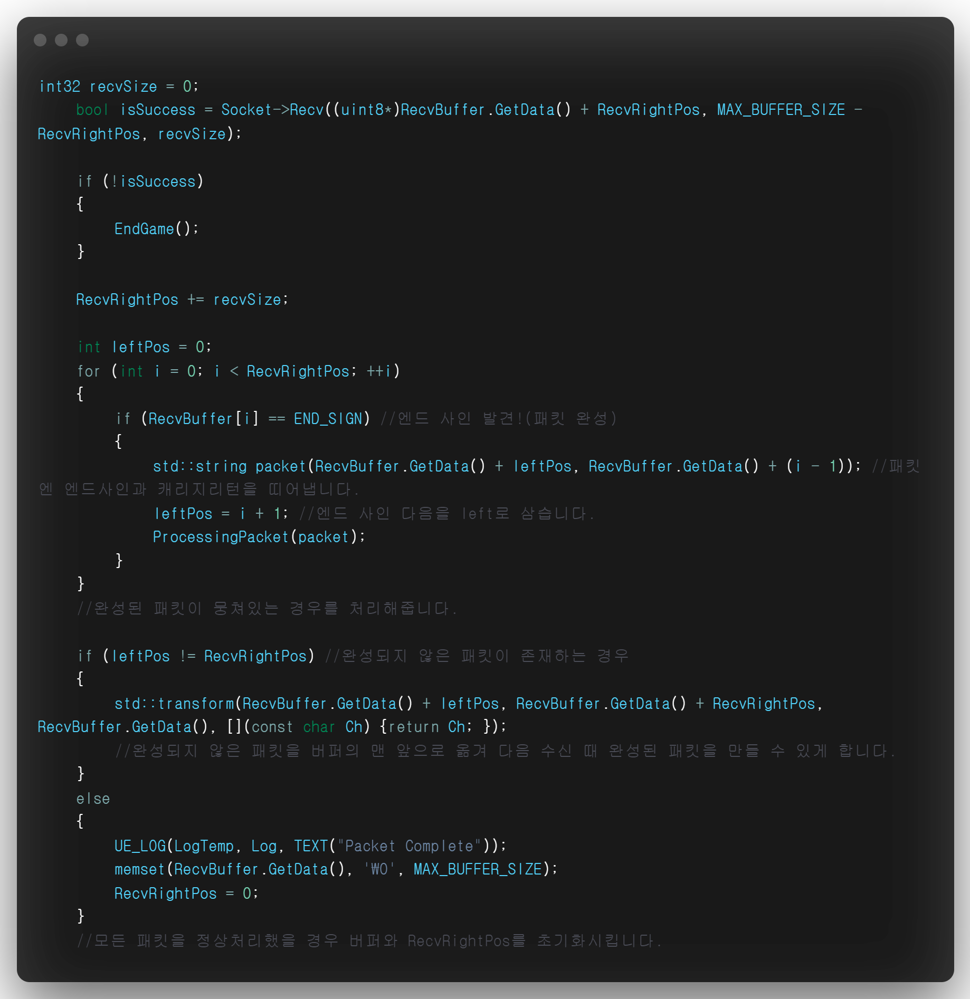 int32 recvSize = 0;
bool isSuccess = Socket->Recv((uint8*)RecvBuffer.GetData() + RecvRightPos, MAX_BUFFER_SIZE -
RecvRightPos, recvSize);
if (!isSuccess)
{
EndGame();
}
RecvRightPos += recvSize;
int leftPos = 0;
for (int i = 0; i < RecvRightPos; ++i)
{
if (RecvBuffer[i] == END_SIGN) //엔드 사인 발견!(패킷 완성)
{
std::string packet(RecvBuffer.GetData() + leftPos, RecvBuffer.GetData() + (i - 1)); //패킷
엔 엔드사인과 캐리지리턴을 띠어냅니다.
leftPos = i + 1; //엔드 사인 다음을 left로 삼습니다.
ProcessingPacket(packet);
}
}
//완성된 패킷이 뭉쳐있는 경우를 처리해줍니다.
if (leftPos != RecvRightPos) //완성되지 않은 패킷이 존재하는 경우
{
std::transform(RecvBuffer.GetData() + leftPos, RecvBuffer.GetData() + RecvRightPos,
RecvBuffer.GetData(), [](const char Ch) {return Ch; });
//완성되지 않은 패킷을 버퍼의 맨 앞으로 옮겨 다음 수신 때 완성된 패킷을 만들 수 있게 합니다.
}
else
{
UE_LOG(LogTemp, Log, TEXT("Packet Complete"));
memset(RecvBuffer.GetData(), '₩0', MAX_BUFFER_SIZE);
RecvRightPos = 0;
}
//모든 패킷을 정상처리했을 경우 버퍼와 RecvRightPos를 초기화시킵니다.